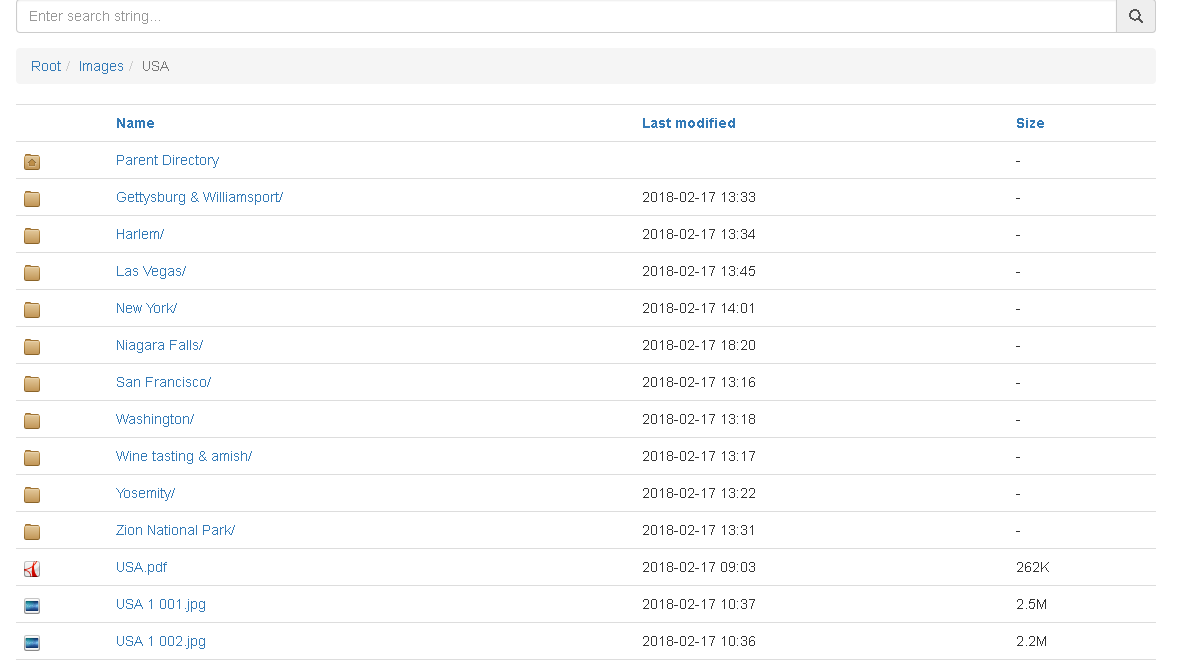 Enter search string...
Root / Images / USA
Name Last modified Size
Parent Directory -
Gettysburg & Williamsport/ 2018-02-17 13:33 -
Harlem/ 2018-02-17 13:34 -
Las Vegas/ 2018-02-17 13:45 -
New York/ 2018-02-17 14:01 -
Niagara Falls/ 2018-02-17 18:20 -
San Francisco/ 2018-02-17 13:16 -
Washington/ 2018-02-17 13:18 -
Wine tasting & amish/ 2018-02-17 13:17 -
Yosemity/ 2018-02-17 13:22 -
Zion National Park/ 2018-02-17 13:31 -
USA.pdf 2018-02-17 09:03 262K
USA 1 001.jpg 2018-02-17 10:37 2.5M
USA 1 002.jpg 2018-02-17 10:36 2.2M